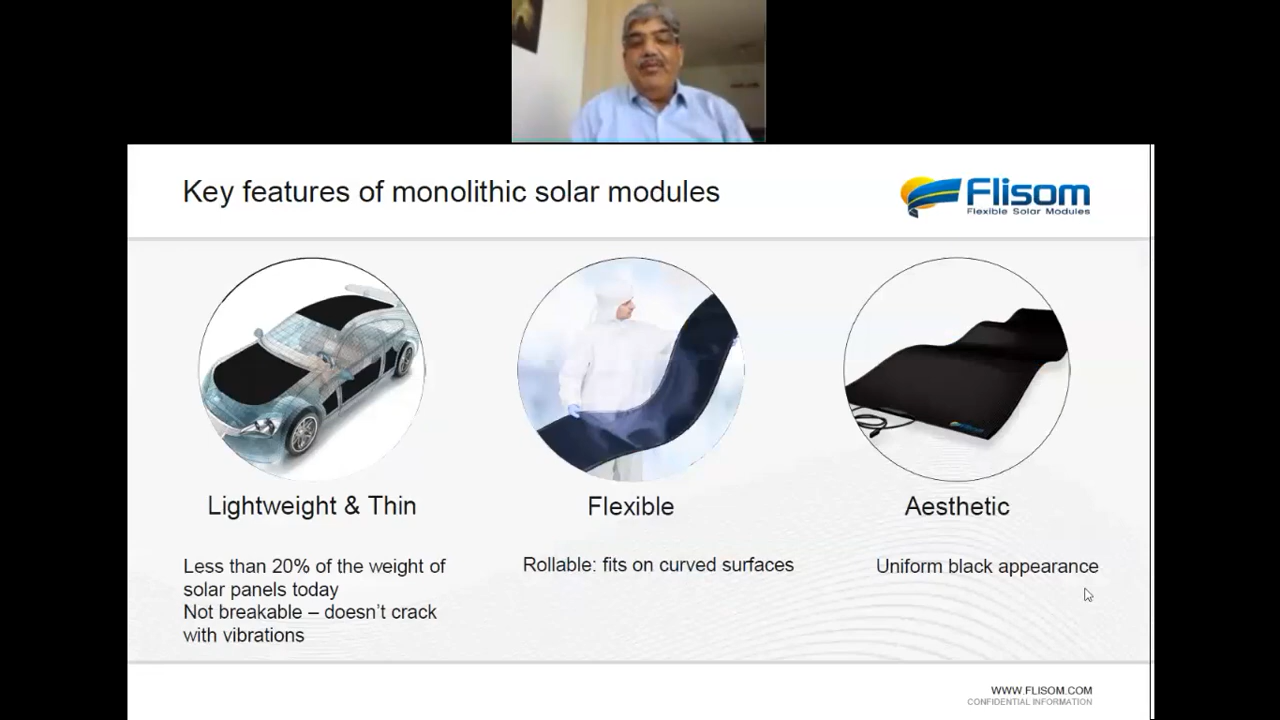 Key features of monolithic solar modules
Flisom
Flexible Solar Modules
Lightweight & Thin
Less than 20% of the weight of
solar panels today
Not breakable – doesn’t crack
with vibrations
Flexible
Rollable: fits on curved surfaces
Aesthetic
Uniform black appearance
WWW.FLISOM.COM
CONFIDENTIAL INFORMATION